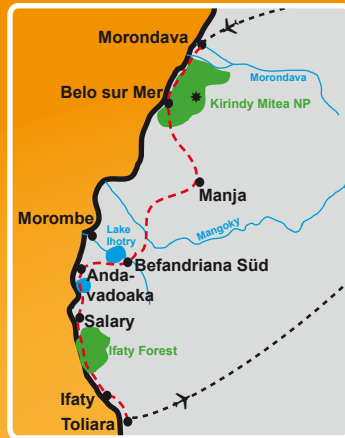 Morondava
Morondava
Belo sur Mer
Kirindy Mitea NP
Manja
Morombe
Mangoky
Lake
Ihotry
Befandriana Süd
Anda-
vadoaka
Salary
Ifaty Forest
Ifaty
Toliara